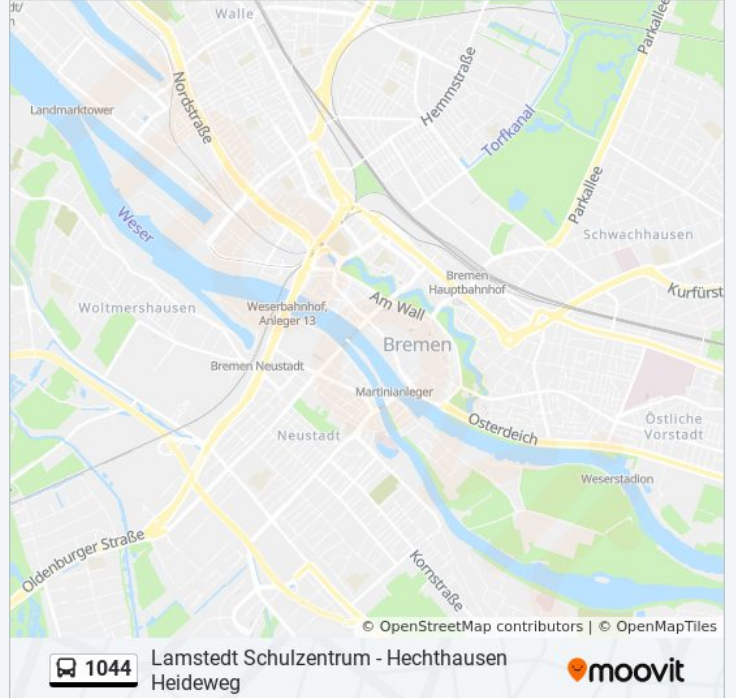 dt/
Walle
Parkallee
Hemmstraße
Nordstraße
Landmarktower
Torfkanal
Parkallee
Weser
Schwachhausen
Bremen
Hauptbahnhof
Kurfürst
Woltmershausen
Weserbahnhof,
Anleger 13
Am Wall
Bremen
Bremen Neustadt
Martinianleger
Osterdeich
Östliche
Vorstadt
Neustadt
Weserstadion
Oldenburger Straße
Kornstraße
© OpenStreetMap contributors | © OpenMapTiles
1044
Lamstedt Schulzentrum - Hechthausen
Heideweg
moovit